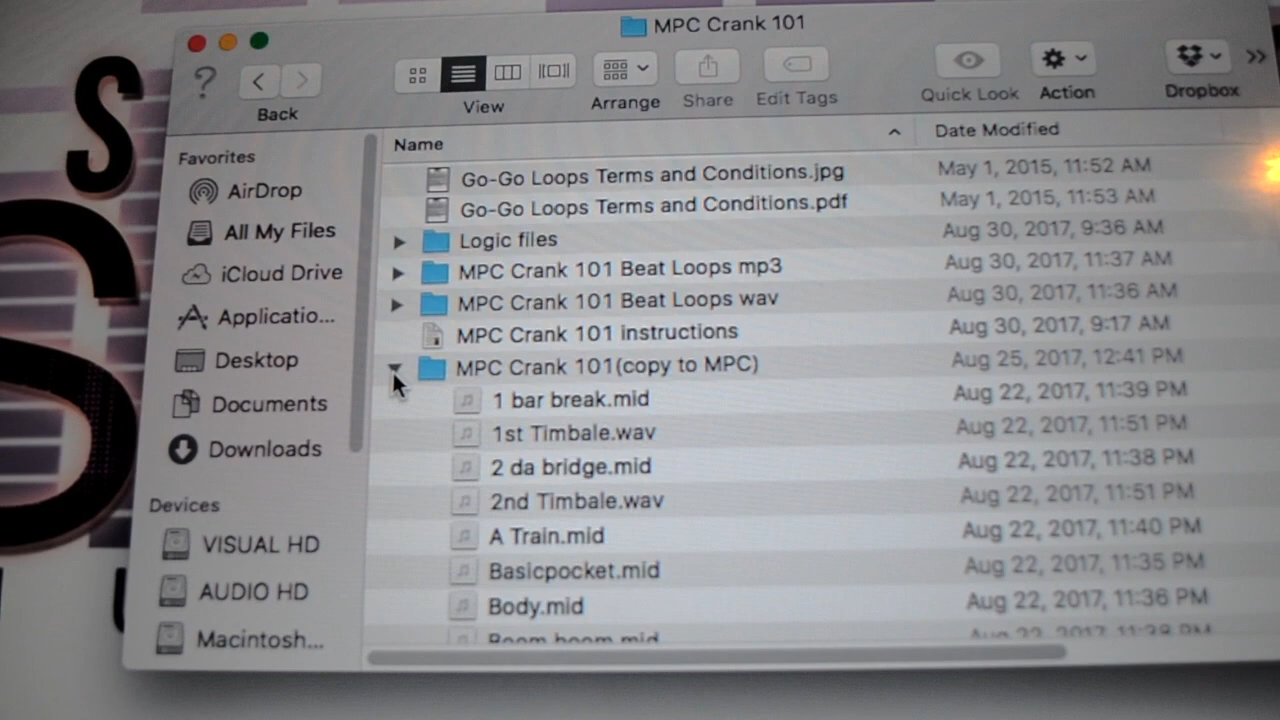 MPC Crank 101
Back
View
Arrange
Share
Edit Tags
Quick Look
Action
Dropbox
Name
Date Modified
Favorites
AirDrop
All My Files
iCloud Drive
Applicatio...
Desktop
Documents
Downloads
Devices
VISUAL HD
AUDIO HD
Macintosh...
Go-Go Loops Terms and Conditions.jpg May 1, 2015, 11:52 AM
Go-Go Loops Terms and Conditions.pdf May 1, 2015, 11:53 AM
Logic files Aug 30, 2017, 9:36 AM
MPC Crank 101 Beat Loops mp3 Aug 30, 2017, 11:37 AM
MPC Crank 101 Beat Loops wav Aug 30, 2017, 11:36 AM
MPC Crank 101 instructions Aug 30, 2017, 9:17 AM
MPC Crank 101(copy to MPC) Aug 25, 2017, 12:41 PM
1 bar break.mid Aug 22, 2017, 11:39 PM
1st Timbale.wav Aug 22, 2017, 11:51 PM
2 da bridge.mid Aug 22, 2017, 11:38 PM
2nd Timbale.wav Aug 22, 2017, 11:51 PM
A Train.mid Aug 22, 2017, 11:40 PM
Basicpocket.mid Aug 22, 2017, 11:35 PM
Body.mid Aug 22, 2017, 11:36 PM
Boom boom.mid
S
S